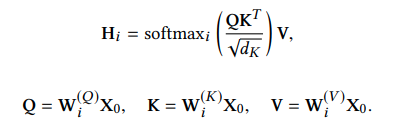 H_i = softmax_i ( QK^T / √d_K ) V,
Q = W_i^(Q) X_0, K = W_i^(K) X_0, V = W_i^(V) X_0.